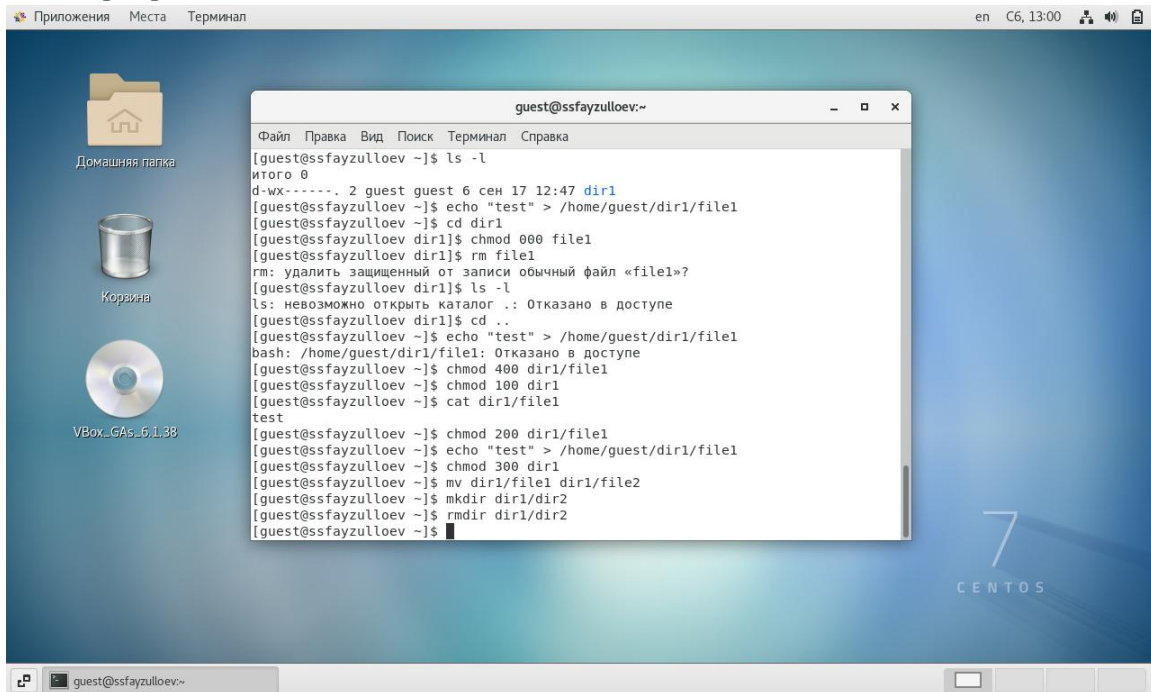 Приложения Места Терминал en Сб, 13:00
Домашняя папка
Корзина
VBox_GAs_6.1.38
guest@ssfayzulloev:~
Файл Правка Вид Поиск Терминал Справка
[guest@ssfayzulloev ~]$ ls -l
итого 0
d-wx------. 2 guest guest 6 сен 17 12:47 dir1
[guest@ssfayzulloev ~]$ echo "test" > /home/guest/dir1/file1
[guest@ssfayzulloev ~]$ cd dir1
[guest@ssfayzulloev dir1]$ chmod 000 file1
[guest@ssfayzulloev dir1]$ rm file1
rm: удалить защищенный от записи обычный файл «file1»?
[guest@ssfayzulloev dir1]$ ls -l
ls: невозможно открыть каталог .: Отказано в доступе
[guest@ssfayzulloev dir1]$ cd ..
[guest@ssfayzulloev ~]$ echo "test" > /home/guest/dir1/file1
bash: /home/guest/dir1/file1: Отказано в доступе
[guest@ssfayzulloev ~]$ chmod 400 dir1/file1
[guest@ssfayzulloev ~]$ chmod 100 dir1
[guest@ssfayzulloev ~]$ cat dir1/file1
test
[guest@ssfayzulloev ~]$ chmod 200 dir1/file1
[guest@ssfayzulloev ~]$ echo "test" > /home/guest/dir1/file1
[guest@ssfayzulloev ~]$ chmod 300 dir1
[guest@ssfayzulloev ~]$ mv dir1/file1 dir1/file2
[guest@ssfayzulloev ~]$ mkdir dir1/dir2
[guest@ssfayzulloev ~]$ rmdir dir1/dir2
[guest@ssfayzulloev ~]$
7
CENTOS
guest@ssfayzulloev:~